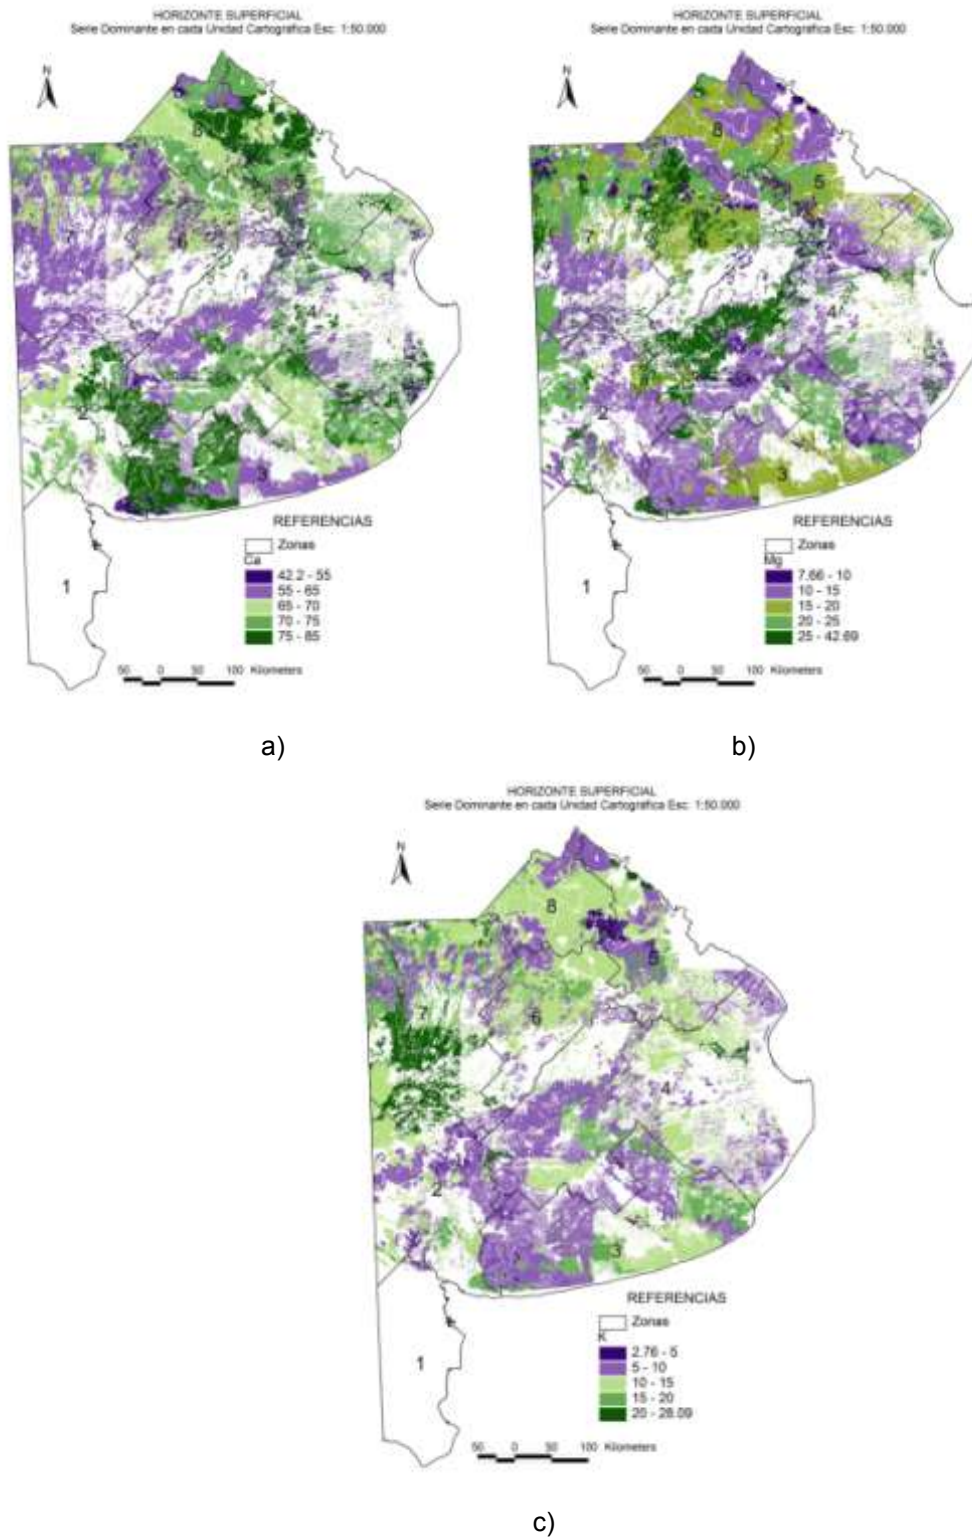 HORIZONTE SUPERFICIAL
Serie Dominante en cada Unidad Cartográfica Esc. 1:50.000
N
8
5
7
6
4
2
3
1
REFERENCIAS
Zonas
Ca
42.2 - 55
55 - 65
65 - 70
70 - 75
75 - 85
50 0 50 100 Kilometers
a)
HORIZONTE SUPERFICIAL
Serie Dominante en cada Unidad Cartográfica Esc. 1:50.000
N
8
5
7
6
4
2
3
1
REFERENCIAS
Zonas
Mg
7.66 - 10
10 - 15
15 - 20
20 - 25
25 - 42.69
50 0 50 100 Kilometers
b)
HORIZONTE SUPERFICIAL
Serie Dominante en cada Unidad Cartográfica Esc. 1:50.000
N
8
5
7
6
4
2
3
1
REFERENCIAS
Zonas
K
2.76 - 5
5 - 10
10 - 15
15 - 20
20 - 28.09
50 0 50 100 Kilometers
c)